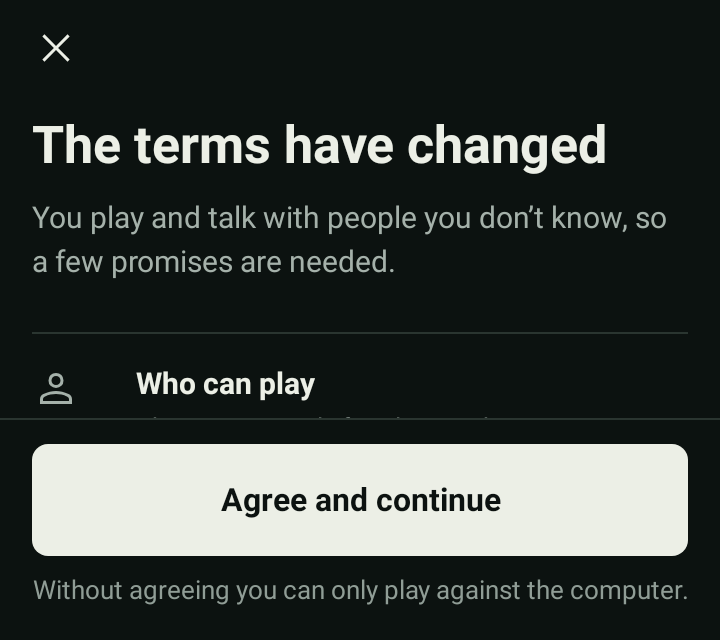 The terms have changed
You play and talk with people you don’t know, so
a few promises are needed.
Who can play
Agree and continue
Without agreeing you can only play against the computer.